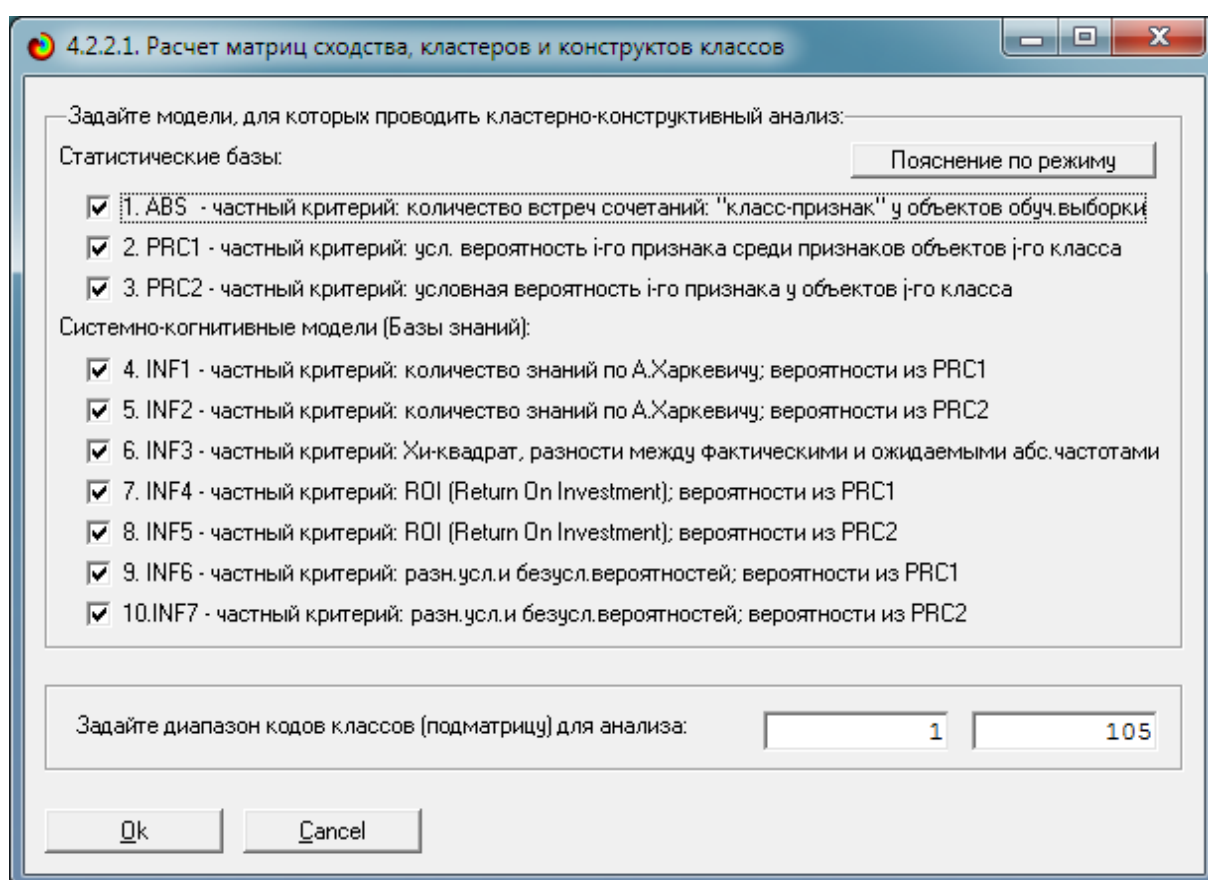 4.2.2.1. Расчет матриц сходства, кластеров и конструктов классов
Задайте модели, для которых проводить кластерно-конструктивный анализ:
Статистические базы:
Пояснение по режиму
1. ABS - частный критерий: количество встреч сочетаний: "класс-признак" у объектов обуч.выборки
2. PRC1 - частный критерий: усл. вероятность i-го признака среди признаков объектов j-го класса
3. PRC2 - частный критерий: условная вероятность i-го признака у объектов j-го класса
Системно-когнитивные модели (Базы знаний):
4. INF1 - частный критерий: количество знаний по А.Харкевичу; вероятности из PRC1
5. INF2 - частный критерий: количество знаний по А.Харкевичу; вероятности из PRC2
6. INF3 - частный критерий: Хи-квадрат, разности между фактическими и ожидаемыми абс.частотами
7. INF4 - частный критерий: ROI (Return On Investment); вероятности из PRC1
8. INF5 - частный критерий: ROI (Return On Investment); вероятности из PRC2
9. INF6 - частный критерий: разн.усл.и безусл.вероятностей; вероятности из PRC1
10.INF7 - частный критерий: разн.усл.и безусл.вероятностей; вероятности из PRC2
Задайте диапазон кодов классов (подматрицу) для анализа:
1
105
Ok
Cancel